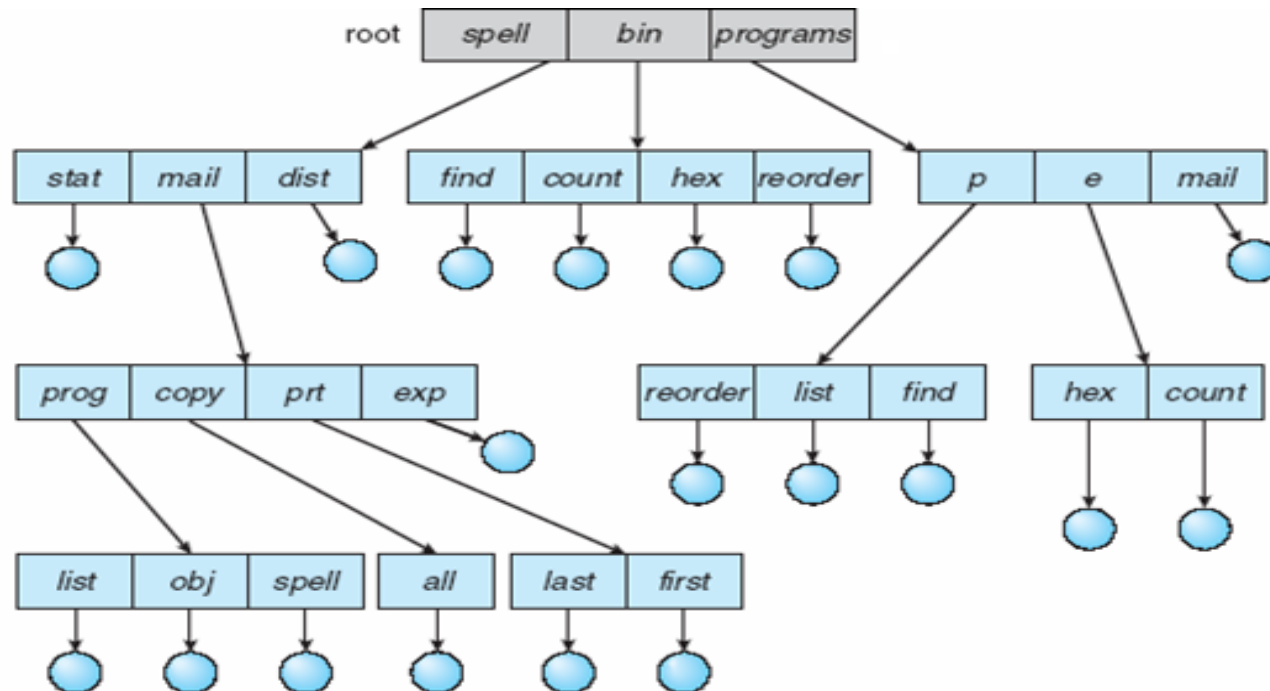 root spell bin programs
stat mail dist find count hex reorder p e mail
prog copy prt exp reorder list find hex count
list obj spell all last first